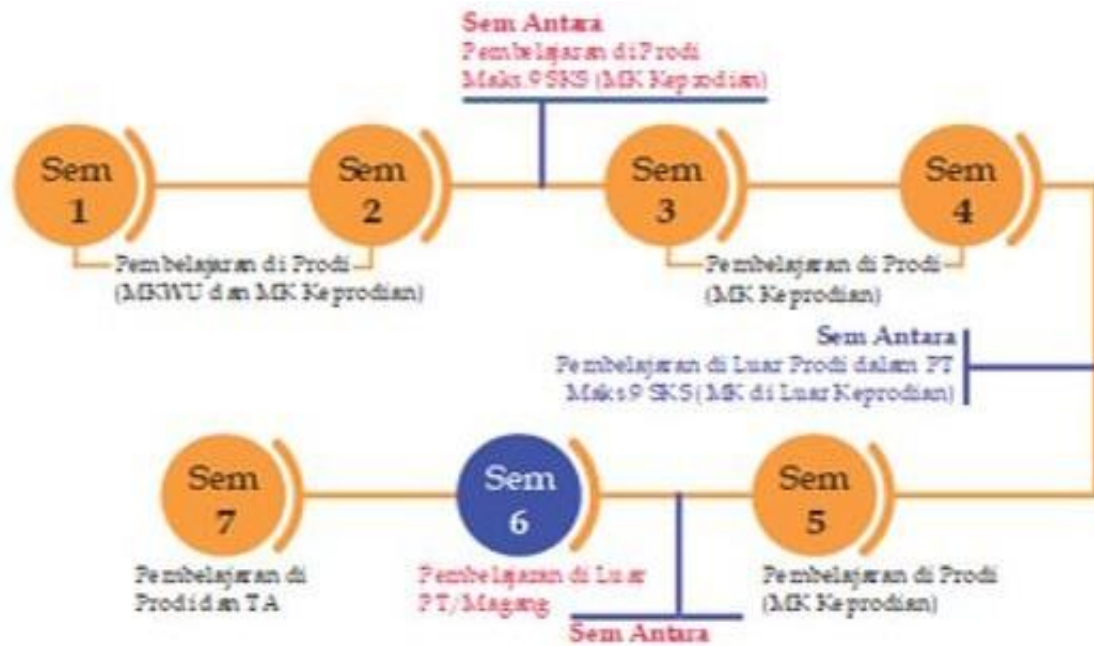 Sem Antara
Pembelajaran di Prodi
Maks.9 SKS (MK Keprodian)
Sem
1
Sem
2
Sem
3
Sem
4
Pembelajaran di Prodi
(MKWU dan MK Keprodian)
Pembelajaran di Prodi
(MK Keprodian)
Sem Antara
Pembelajaran di Luar Prodi dalam PT
Maks9 SKS(MK di Luar Keprodian)
Sem
7
Sem
6
Sem
5
Pembelajaran di
Prodi dan TA
Pembelajaran di Luar
PT/Magang
Pembelajaran di Prodi
(MK Keprodian)
Sem Antara